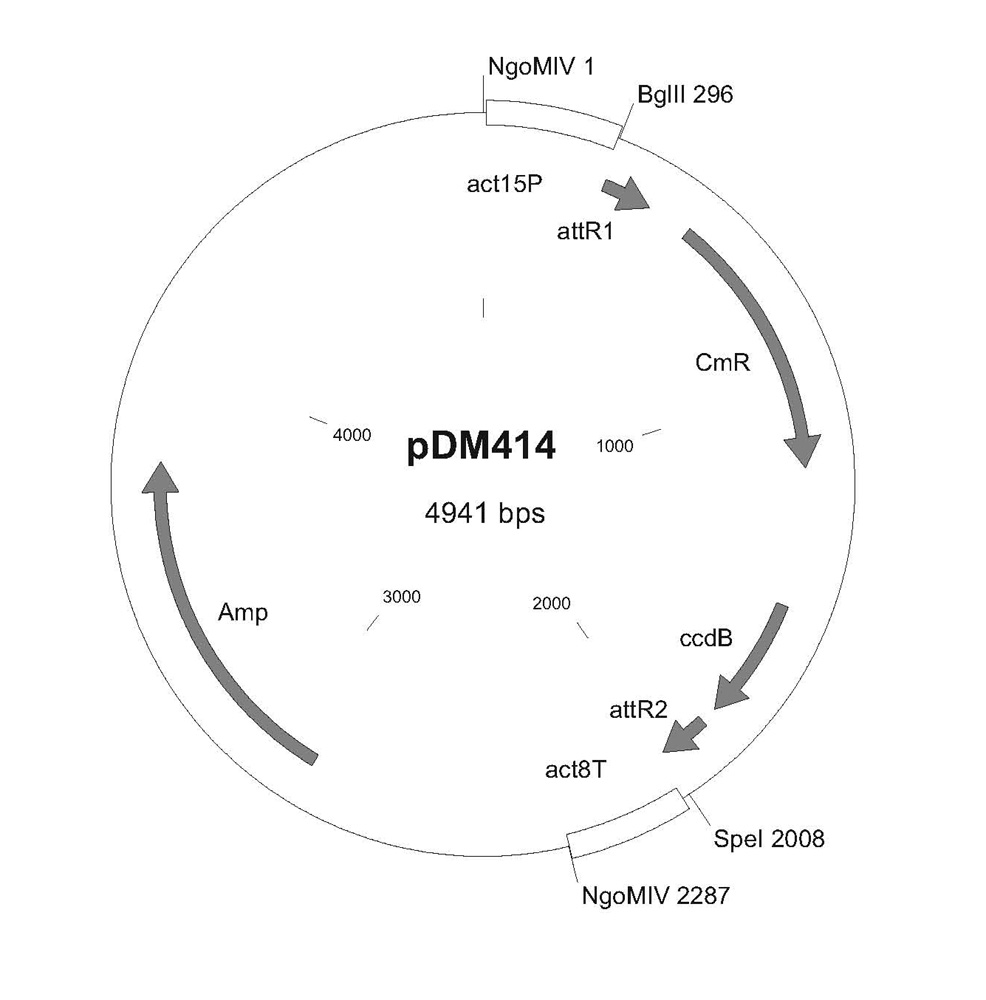 NgoMIV 1
BglII 296
act15P
attR1
CmR
4000
pDM414
1000
4941 bps
3000
2000
Amp
ccdB
attR2
act8T
SpeI 2008
NgoMIV 2287